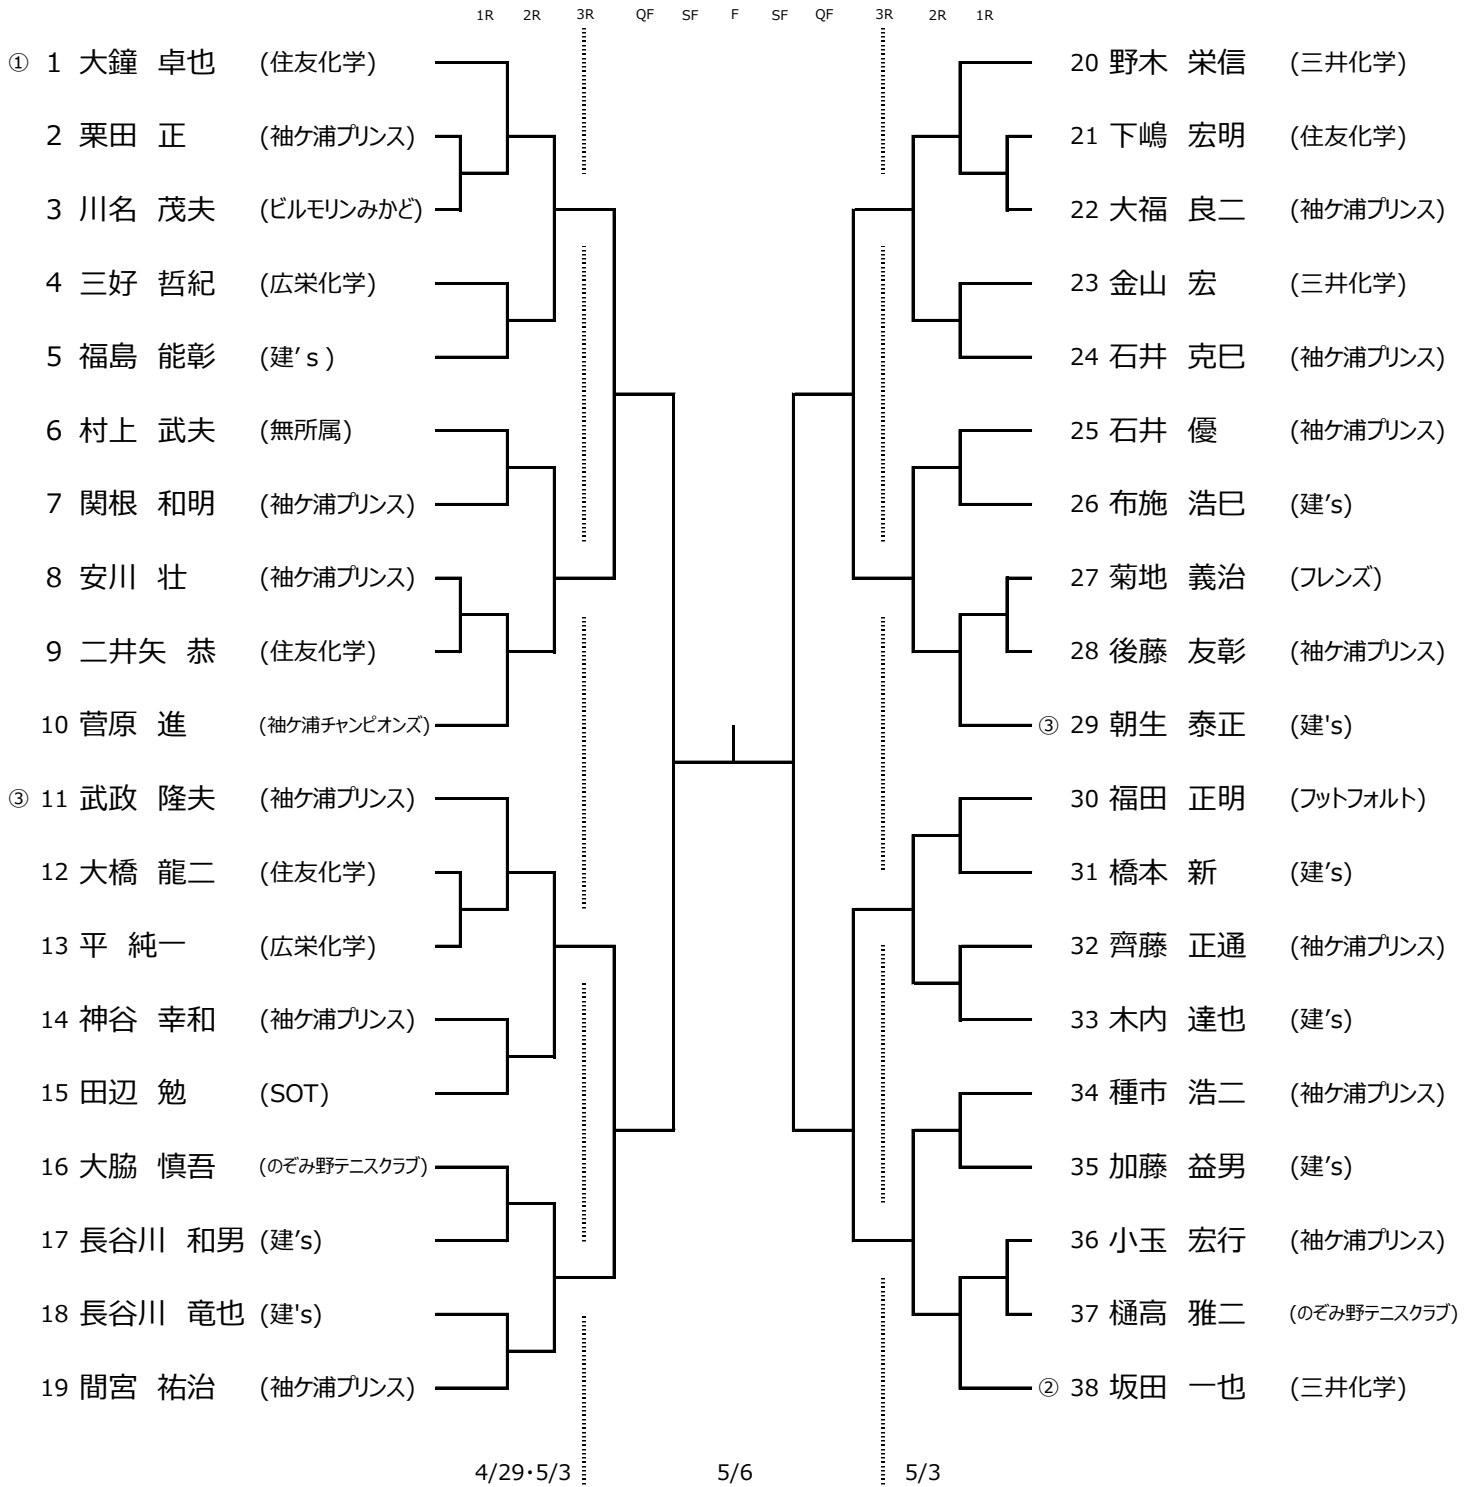 1R 2R 3R QF SF F SF QF 3R 2R 1R
① 1 大鐘 卓也 (住友化学)
2 栗田 正 (袖ケ浦プリンス)
3 川名 茂夫 (ビルモリンみかど)
4 三好 哲紀 (広栄化学)
5 福島 能彰 (建’ｓ)
6 村上 武夫 (無所属)
7 関根 和明 (袖ケ浦プリンス)
8 安川 壮 (袖ケ浦プリンス)
9 二井矢 恭 (住友化学)
10 菅原 進 (袖ケ浦チャンピオンズ)
③ 11 武政 隆夫 (袖ケ浦プリンス)
12 大橋 龍二 (住友化学)
13 平 純一 (広栄化学)
14 神谷 幸和 (袖ケ浦プリンス)
15 田辺 勉 (SOT)
16 大脇 慎吾 (のぞみ野テニスクラブ)
17 長谷川 和男 (建’s)
18 長谷川 竜也 (建's)
19 間宮 祐治 (袖ケ浦プリンス)
20 野木 栄信 (三井化学)
21 下嶋 宏明 (住友化学)
22 大福 良二 (袖ケ浦プリンス)
23 金山 宏 (三井化学)
24 石井 克巳 (袖ケ浦プリンス)
25 石井 優 (袖ケ浦プリンス)
26 布施 浩巳 (建’s)
27 菊地 義治 (フレンズ)
28 後藤 友彰 (袖ケ浦プリンス)
③ 29 朝生 泰正 (建's)
30 福田 正明 (フットフォルト)
31 橋本 新 (建’s)
32 齊藤 正通 (袖ケ浦プリンス)
33 木内 達也 (建’s)
34 種市 浩二 (袖ケ浦プリンス)
35 加藤 益男 (建’s)
36 小玉 宏行 (袖ケ浦プリンス)
37 樋高 雅二 (のぞみ野テニスクラブ)
② 38 坂田 一也 (三井化学)
4/29・5/3 5/6 5/3